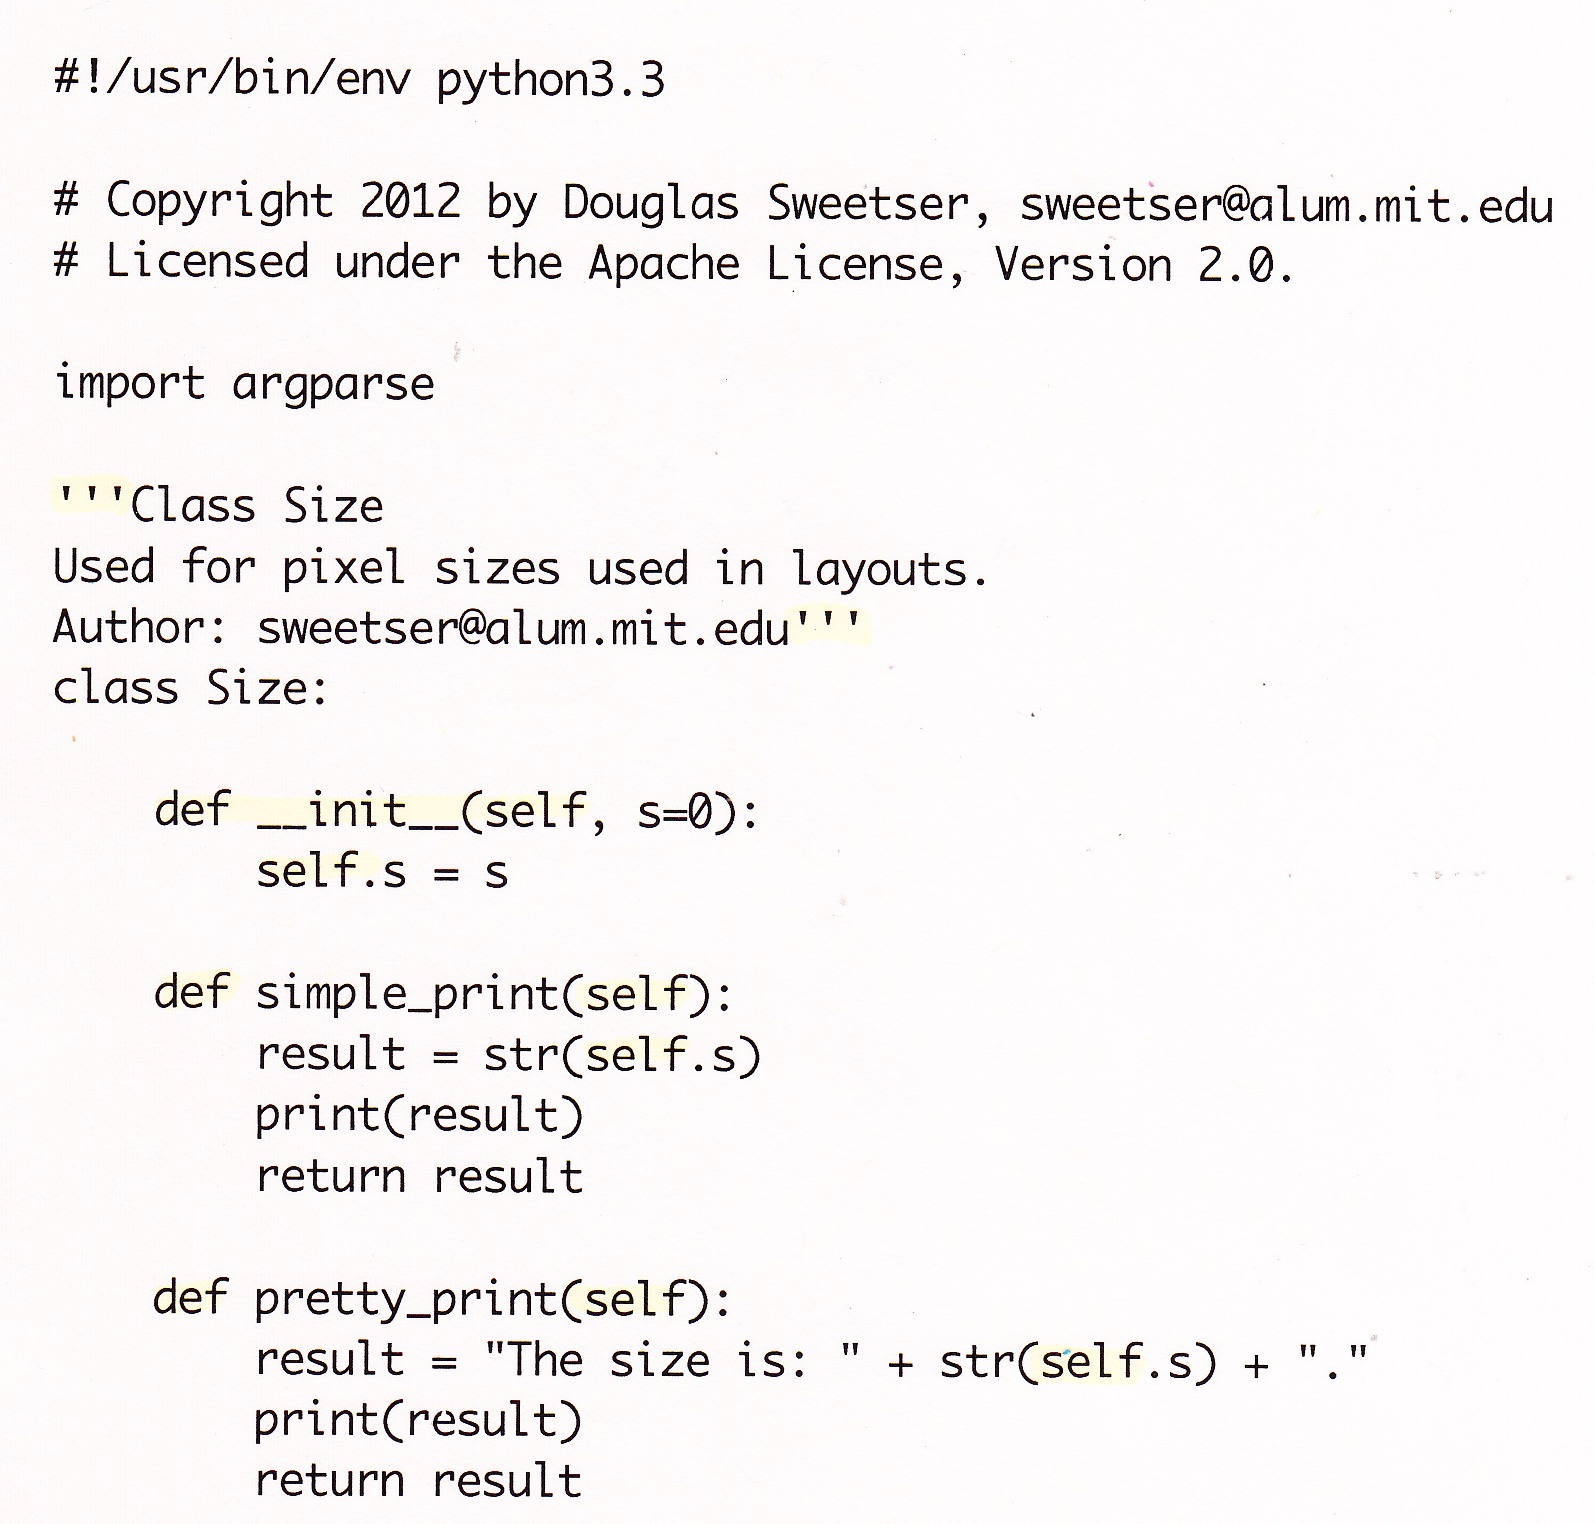 #!/usr/bin/env python3.3

# Copyright 2012 by Douglas Sweetser, sweetser@alum.mit.edu
# Licensed under the Apache License, Version 2.0.

import argparse

'''Class Size
Used for pixel sizes used in layouts.
Author: sweetser@alum.mit.edu'''
class Size:

    def __init__(self, s=0):
        self.s = s

    def simple_print(self):
        result = str(self.s)
        print(result)
        return result

    def pretty_print(self):
        result = "The size is: " + str(self.s) + "."
        print(result)
        return result